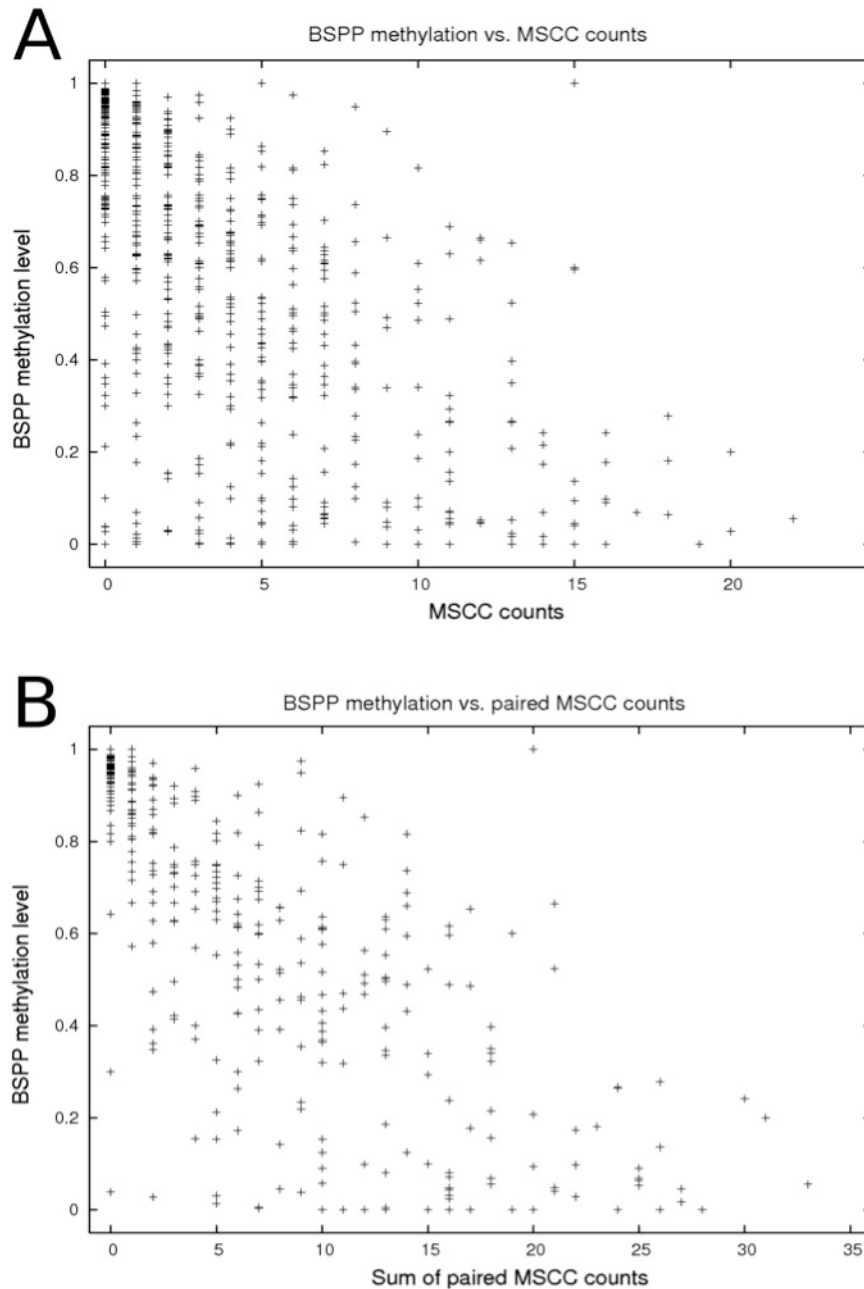 A
BSPP methylation vs. MSCC counts
BSPP methylation level
1
0.8
0.6
0.4
0.2
0
0 5 10 15 20
MSCC counts
B
BSPP methylation vs. paired MSCC counts
BSPP methylation level
1
0.8
0.6
0.4
0.2
0
0 5 10 15 20 25 30 35
Sum of paired MSCC counts